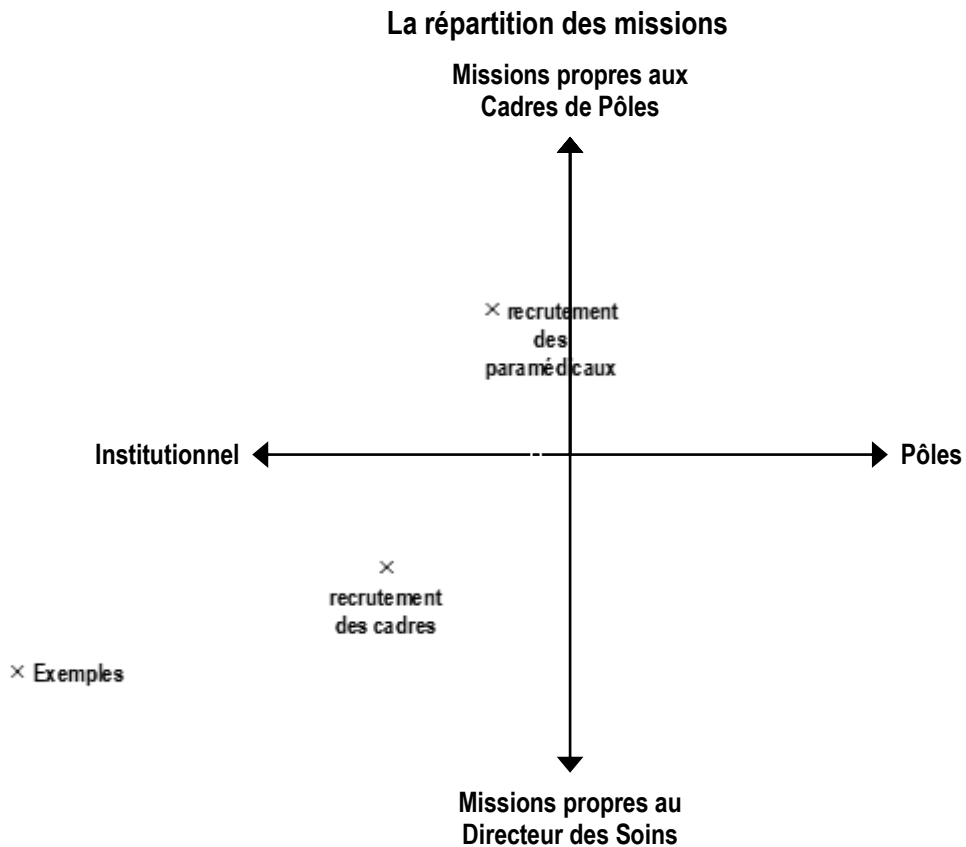 La répartition des missions
Missions propres aux
Cadres de Pôles
× recrutement
des
paramédicaux
Institutionnel
Pôles
×
recrutement
des cadres
× Exemples
Missions propres au
Directeur des Soins